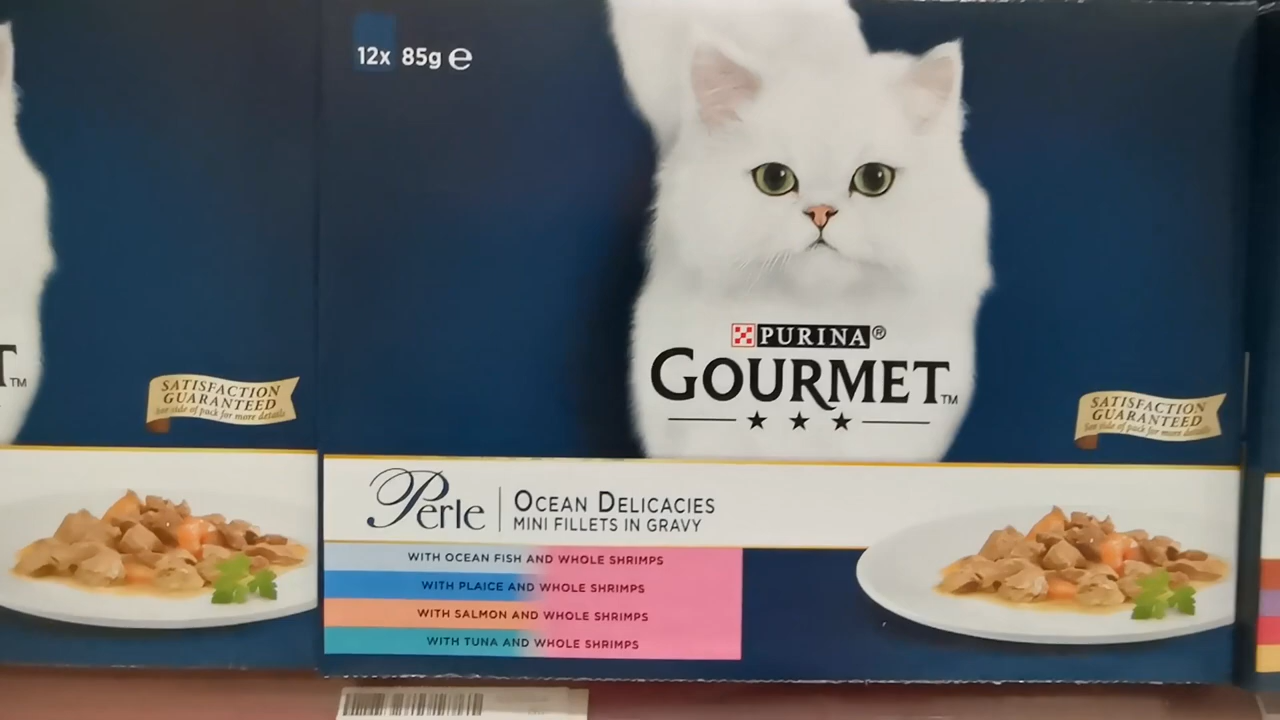 12x 85g e
PURINA®
GOURMET™
SATISFACTION
GUARANTEED
See side of pack for more details
Perle
OCEAN DELICACIES
MINI FILLETS IN GRAVY
WITH OCEAN FISH AND WHOLE SHRIMPS
WITH PLAICE AND WHOLE SHRIMPS
WITH SALMON AND WHOLE SHRIMPS
WITH TUNA AND WHOLE SHRIMPS
T™
SATISFACTION
GUARANTEED
See side of pack for more details